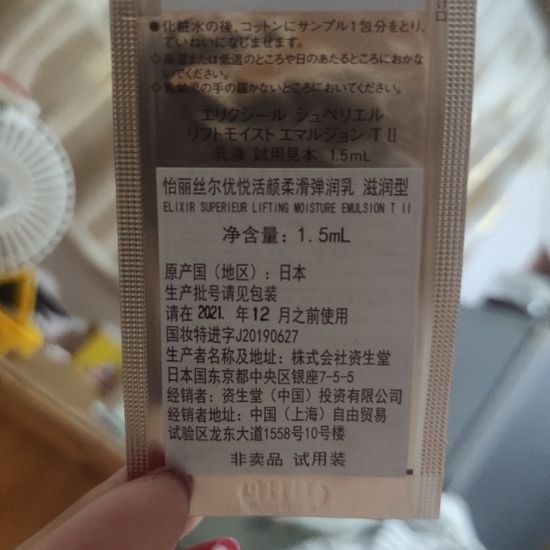 ●化粧水の後、コットンにサンプル1包分をとり、
ていねいになじませます。
◇高温または低温のところや日のあたるところにおかな
いでください。
◇乳幼児の手の届かないところにおいてください。
エリクシール シュペリエル
リフトモイスト エマルジョン T II
乳液 試用見本 1.5mL
怡丽丝尔优悦活颜柔滑弹润乳 滋润型
ELIXIR SUPERIEUR LIFTING MOISTURE EMULSION T II
净含量：1.5mL
原产国（地区）：日本
生产批号请见包装
请在 2021. 年 12 月之前使用
国妆特进字J20190627
生产者名称及地址：株式会社资生堂
日本国东京都中央区银座7-5-5
经销者：资生堂（中国）投资有限公司
经销者地址：中国（上海）自由贸易
试验区龙东大道1558号10号楼
非卖品 试用装